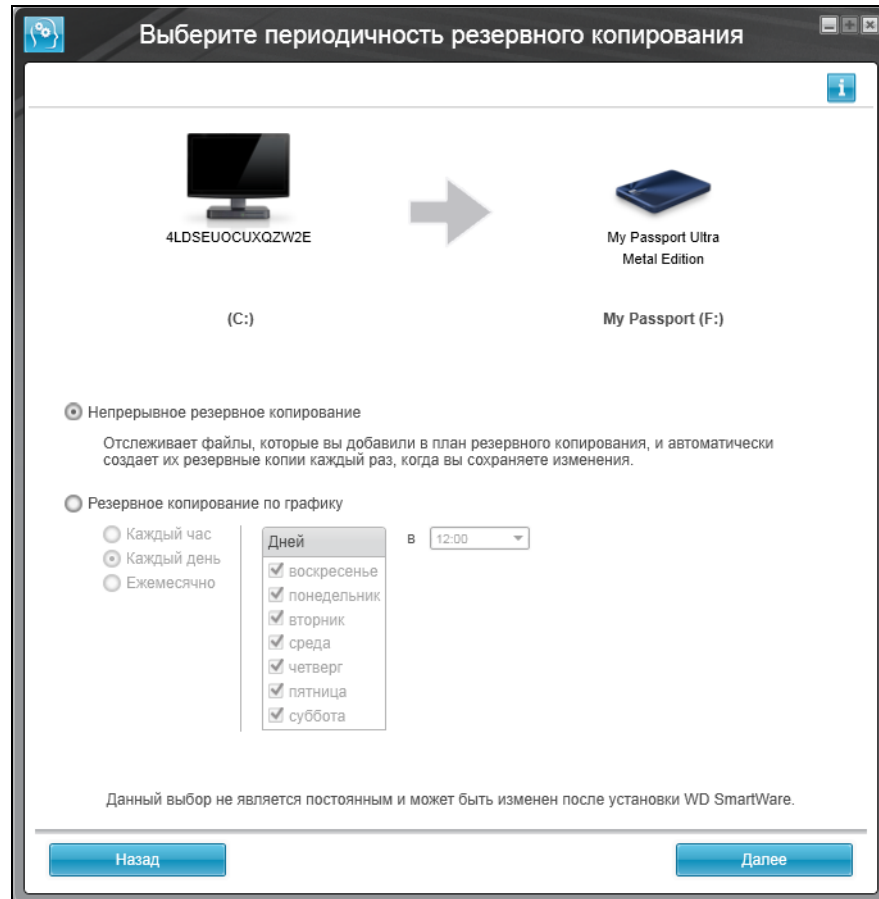 Выберите периодичность резервного копирования
4LDSEUOCUXQZW2E
My Passport Ultra
Metal Edition
(C:)
My Passport (F:)
Непрерывное резервное копирование
Отслеживает файлы, которые вы добавили в план резервного копирования, и автоматически
создает их резервные копии каждый раз, когда вы сохраняете изменения.
Резервное копирование по графику
Каждый час
Каждый день
Ежемесячно
Дней
воскресенье
понедельник
вторник
среда
четверг
пятница
суббота
в 12:00
Данный выбор не является постоянным и может быть изменен после установки WD SmartWare.
Назад
Далее